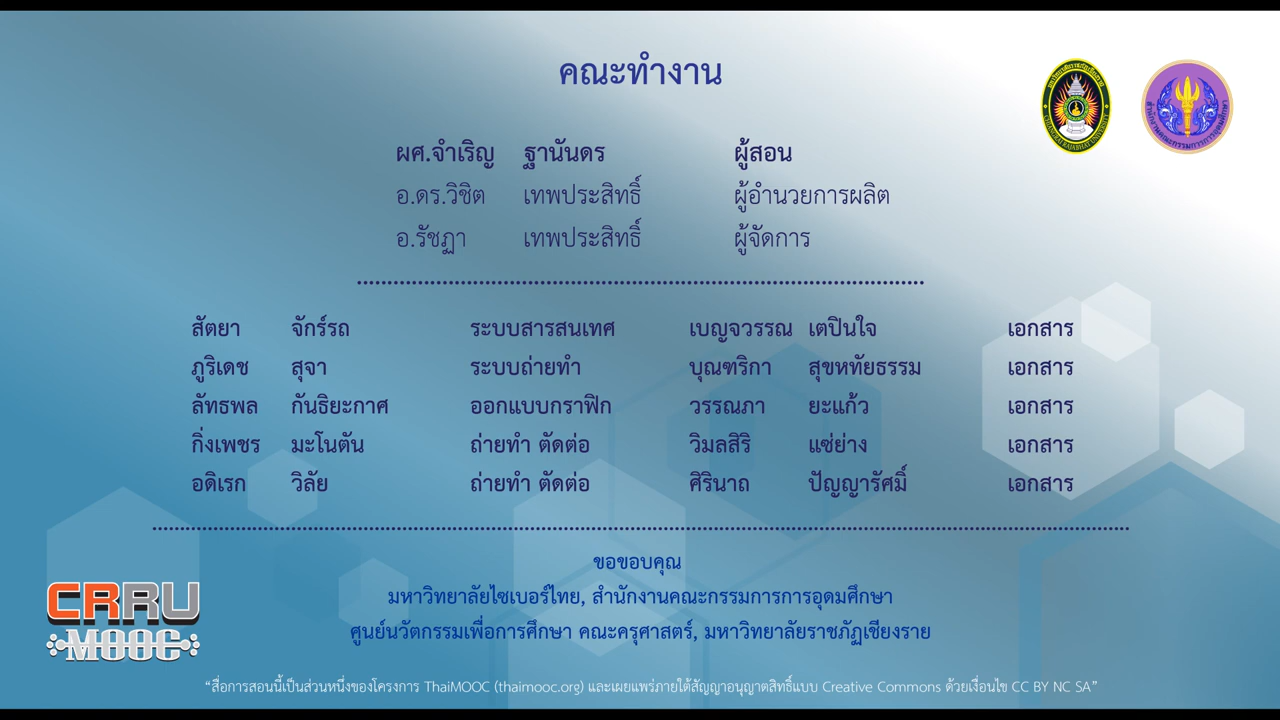 คณะทำงาน
ผศ.จำเริญ ฐานันดร ผู้สอน
อ.ดร.วิชิต เทพประสิทธิ์ ผู้อำนวยการผลิต
อ.รัชฏา เทพประสิทธิ์ ผู้จัดการ
สัตยา จักร์รถ ระบบสารสนเทศ เบญจวรรณ เตปินใจ เอกสาร
ภูริเดช สุจา ระบบถ่ายทำ บุณฑริกา สุขหทัยธรรม เอกสาร
ลัทธพล กันธิยะกาศ ออกแบบกราฟิก วรรณภา ยะแก้ว เอกสาร
กิ่งเพชร มะโนตัน ถ่ายทำ ตัดต่อ วิมลสิริ แซ่ย่าง เอกสาร
อดิเรก วิลัย ถ่ายทำ ตัดต่อ ศิรินาถ ปัญญารัศมิ์ เอกสาร
ขอขอบคุณ
มหาวิทยาลัยไซเบอร์ไทย, สำนักงานคณะกรรมการการอุดมศึกษา
ศูนย์นวัตกรรมเพื่อการศึกษา คณะครุศาสตร์, มหาวิทยาลัยราชภัฏเชียงราย
CRRU
MOOC
“สื่อการสอนนี้เป็นส่วนหนึ่งของโครงการ ThaiMOOC (thaimooc.org) และเผยแพร่ภายใต้สัญญาอนุญาตสิทธิ์แบบ Creative Commons ด้วยเงื่อนไข CC BY NC SA”